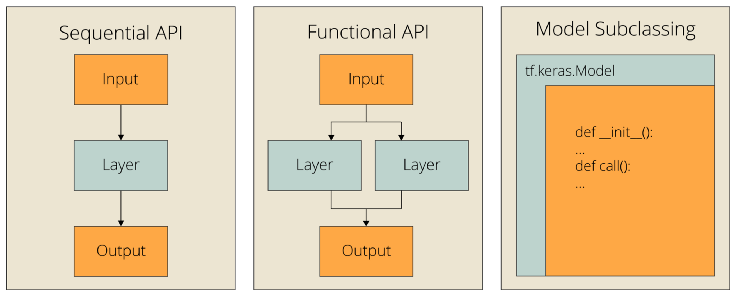 Sequential API
Input
Layer
Output
Functional API
Input
Layer
Layer
Output
Model Subclassing
tf.keras.Model
def __init__():
...
def call():
...